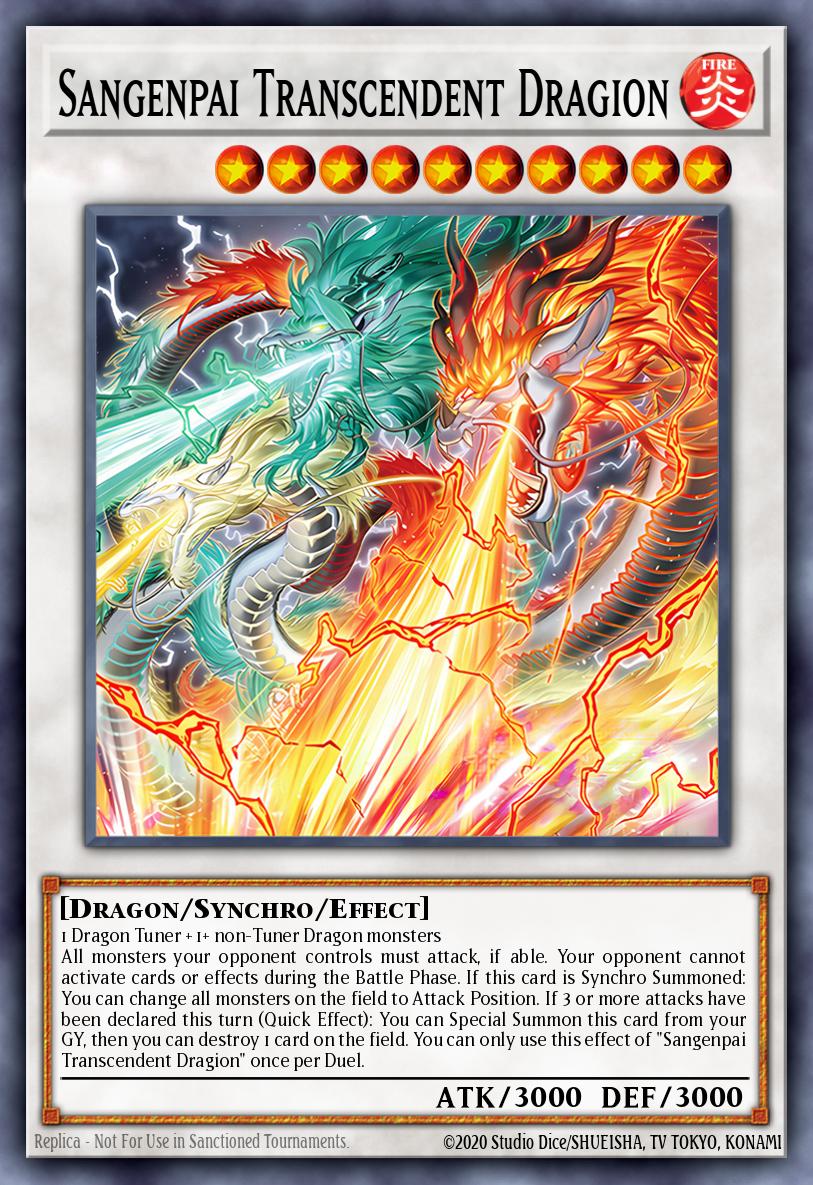 Sangenpai Transcendent Dragion
FIRE
炎
[Dragon/Synchro/Effect]
1 Dragon Tuner + 1+ non-Tuner Dragon monsters
All monsters your opponent controls must attack, if able. Your opponent cannot
activate cards or effects during the Battle Phase. If this card is Synchro Summoned:
You can change all monsters on the field to Attack Position. If 3 or more attacks have
been declared this turn (Quick Effect): You can Special Summon this card from your
GY, then you can destroy 1 card on the field. You can only use this effect of "Sangenpai
Transcendent Dragion" once per Duel.
ATK/3000 DEF/3000
Replica - Not For Use in Sanctioned Tournaments.
©2020 Studio Dice/SHUEISHA, TV TOKYO, KONAMI